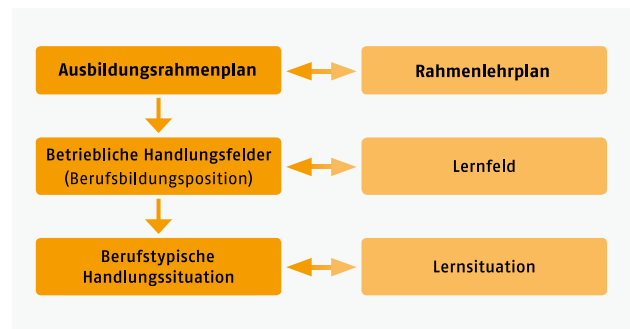 Ausbildungsrahmenplan
Rahmenlehrplan
Betriebliche Handlungsfelder
(Berufsbildungsposition)
Lernfeld
Berufstypische
Handlungssituation
Lernsituation